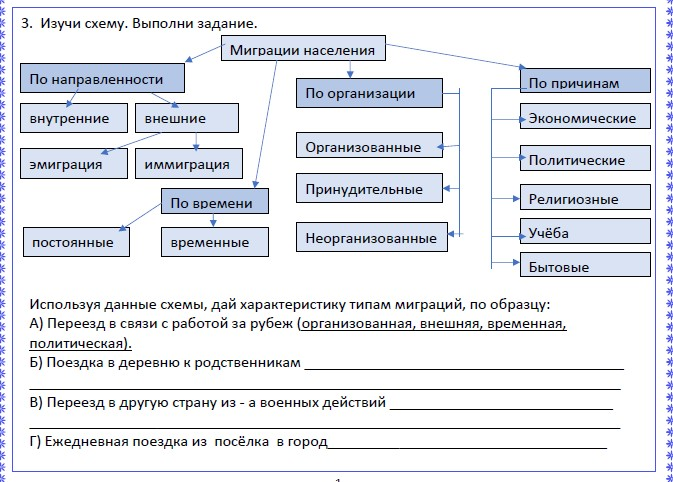 3. Изучи схему. Выполни задание.
Миграции населения
По направленности
внутренние
внешние
эмиграция
иммиграция
По времени
постоянные
временные
По организации
Организованные
Принудительные
Неорганизованные
По причинам
Экономические
Политические
Религиозные
Учёба
Бытовые
Используя данные схемы, дай характеристику типам миграций, по образцу:
А) Переезд в связи с работой за рубеж (организованная, внешняя, временная,
политическая).
Б) Поездка в деревню к родственникам
В) Переезд в другую страну из - а военных действий
Г) Ежедневная поездка из посёлка в город